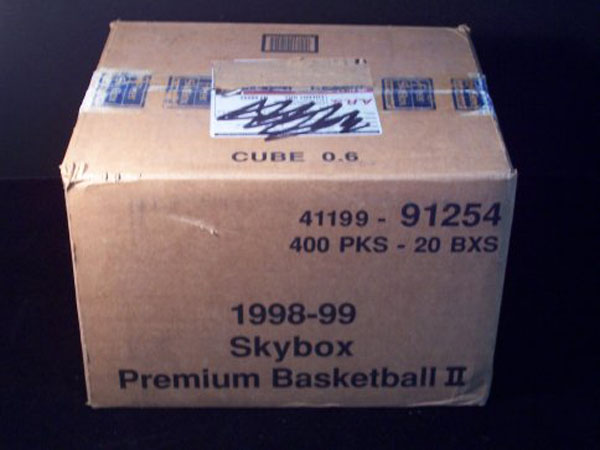 CUBE 0.6
41199 - 91254
400 PKS - 20 BXS
1998-99
Skybox
Premium Basketball II